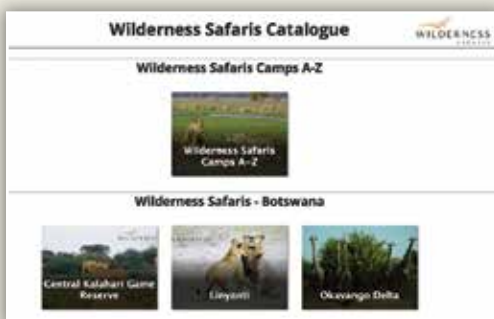 Wilderness Safaris Catalogue
WILDERNESS
SAFARIS
Wilderness Safaris Camps A-Z
Wilderness Safaris
Camps A-Z
Wilderness Safaris - Botswana
Central Kalahari Game
Reserve
Linyanti
Okavango Delta